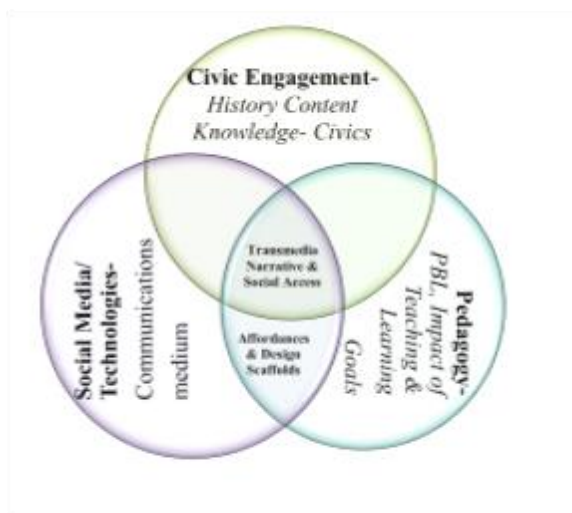 Civic Engagement-
History Content
Knowledge- Civics
Transmedia
Narrative &
Social Access
Affordances
& Design
Scaffolds
Social Media/
Technologies-
Communications
medium
Pedagogy-
PBL, Impact of
Teaching &
Learning
Goals